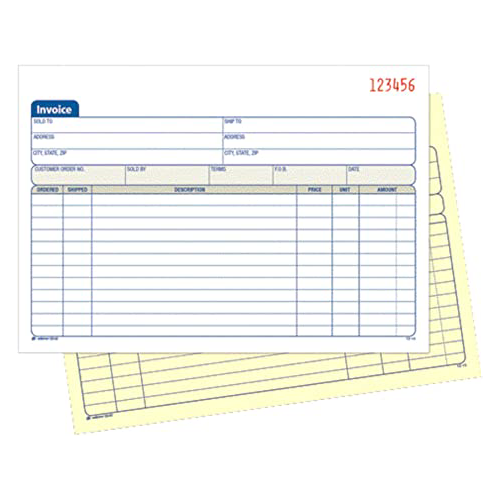 123456
Invoice
SOLD TO SHIP TO
ADDRESS ADDRESS
CITY, STATE, ZIP CITY, STATE, ZIP
CUSTOMER ORDER NO. SOLD BY TERMS F.O.B. DATE
ORDERED SHIPPED DESCRIPTION PRICE UNIT AMOUNT